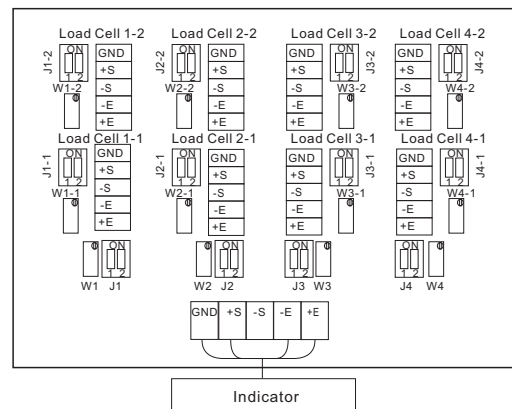 Load Cell 1-2 Load Cell 2-2 Load Cell 3-2 Load Cell 4-2
J1-2 ON 1 2 W1-2 GND +S -S -E +E
J2-2 ON 1 2 W2-2 GND +S -S -E +E
GND +S -S -E +E ON 1 2 W3-2 J3-2
GND +S -S -E +E ON 1 2 W4-2 J4-2
Load Cell 1-1 Load Cell 2-1 Load Cell 3-1 Load Cell 4-1
J1-1 ON 1 2 W1-1 GND +S -S -E +E
J2-1 ON 1 2 W2-1 GND +S -S -E +E
GND +S -S -E +E ON 1 2 W3-1 J3-1
GND +S -S -E +E ON 1 2 W4-1 J4-1
ON 1 2 ON 1 2 ON 1 2 ON 1 2
W1 J1 W2 J2 J3 W3 J4 W4
GND +S -S -E +E
Indicator